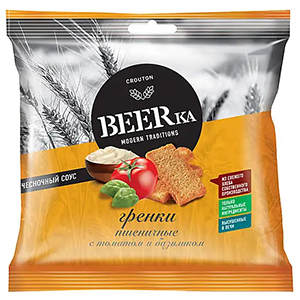 CROUTON
BEERKA
MODERN TRADITIONS
ЧЕСНОЧНЫЙ СОУС
гренки
пшеничные
с томатом и базиликом
ИЗ СВЕЖЕГО
ХЛЕБА
СОБСТВЕННОГО
ПРОИЗВОДСТВА
ТОЛЬКО
НАТУРАЛЬНЫЕ
ИНГРЕДИЕНТЫ
ВЫСУШЕННЫЕ
В ПЕЧИ